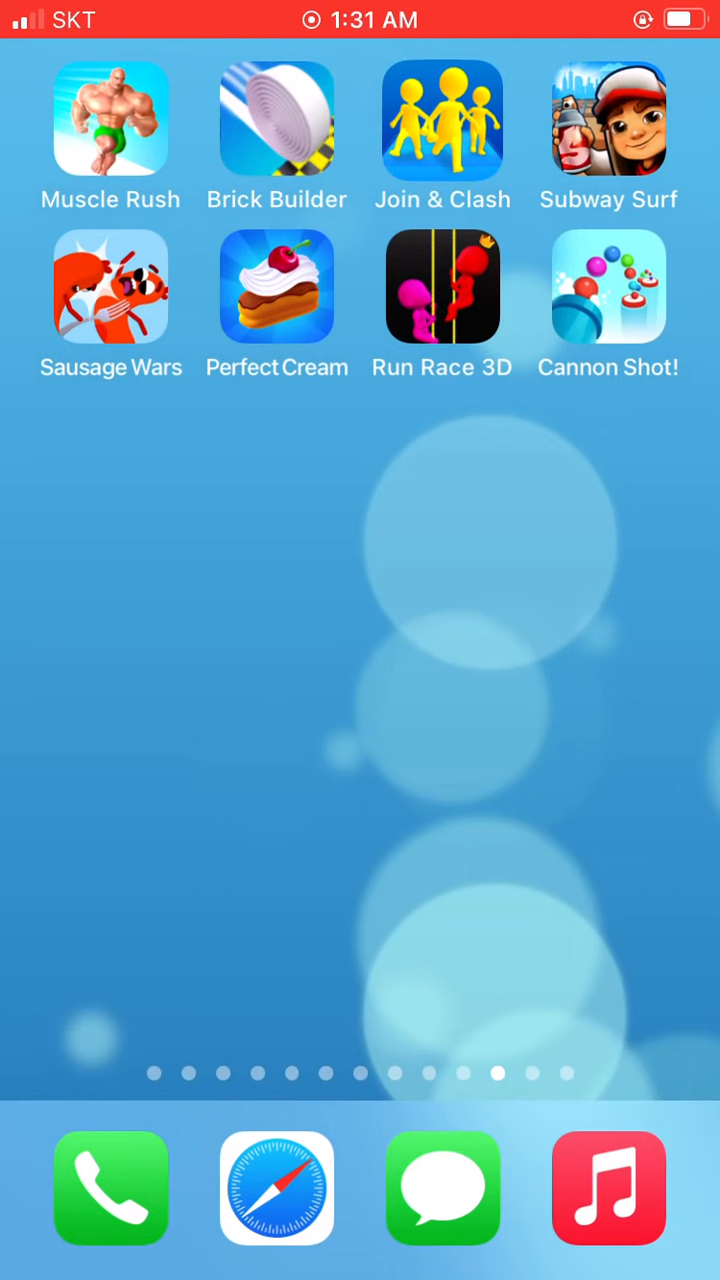 SKT 1:31 AM
Muscle Rush Brick Builder Join & Clash Subway Surf
Sausage Wars Perfect Cream Run Race 3D Cannon Shot!